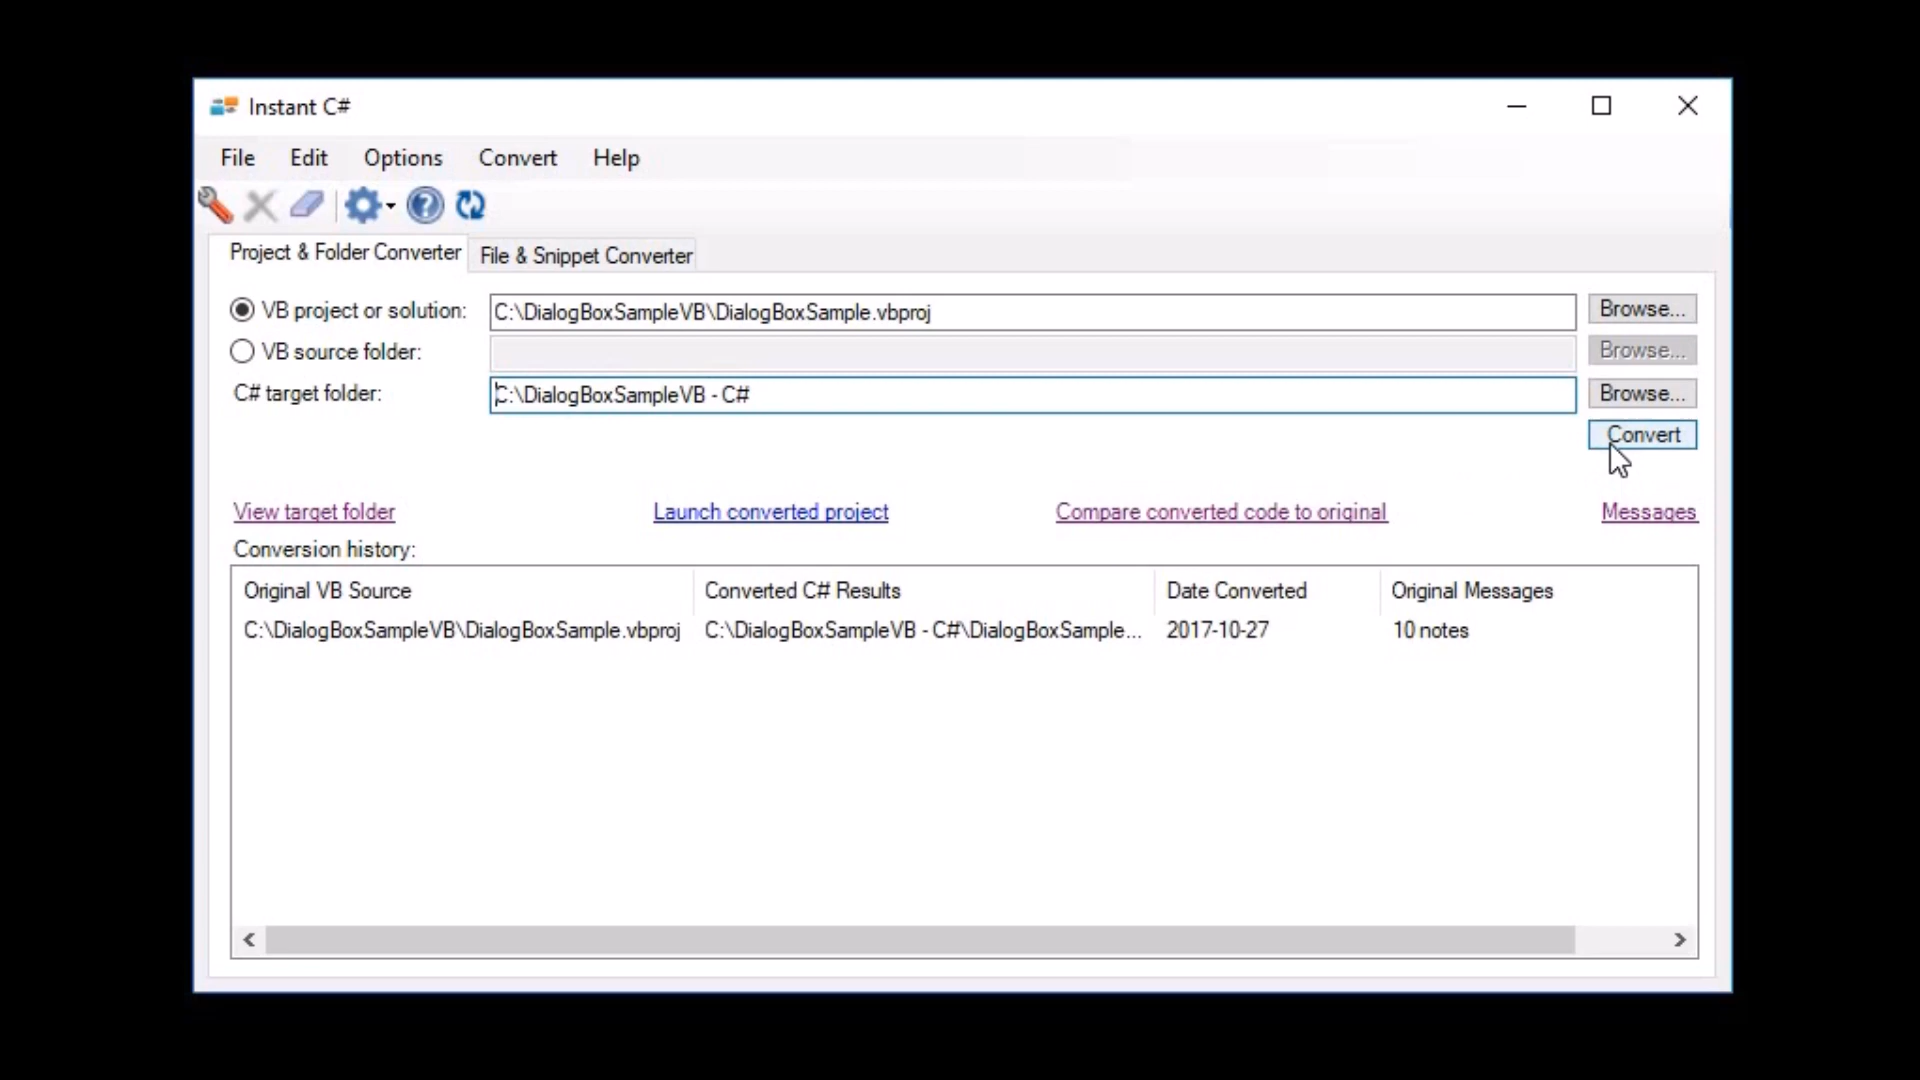 Instant C#
File Edit Options Convert Help
Project & Folder Converter File & Snippet Converter
VB project or solution: C:\DialogBoxSampleVB\DialogBoxSample.vbproj Browse...
VB source folder: Browse...
C# target folder: C:\DialogBoxSampleVB - C# Browse...
Convert
View target folder Launch converted project Compare converted code to original Messages
Conversion history:
Original VB Source Converted C# Results Date Converted Original Messages
C:\DialogBoxSampleVB\DialogBoxSample.vbproj C:\DialogBoxSampleVB - C#\DialogBoxSample... 2017-10-27 10 notes